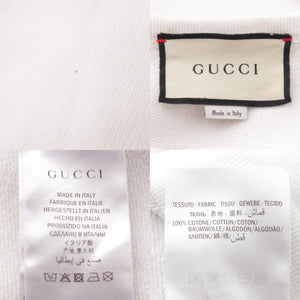 GUCCI
Made in Italy
GUCCI
MADE IN ITALY
FABRIQUE EN ITALIE
HERGESTELLT IN ITALIEN
HECHO EN ITALIA
PRODUZIDO NA ITALIA
СДЕЛАНО В ИТАЛИИ
イタリア製
产地 意大利
صنع في إيطاليا
TESSUTO - FABRIC - TISSU - GEWEBE - TECIDO
ТКАНЬ - 表地 - 面料 - قماش
100% COTONE/COTTON/COTON/
BAUMWOLLE/ALGODON/ALGODÃO/
ХЛОПОК/綿/棉/قطن